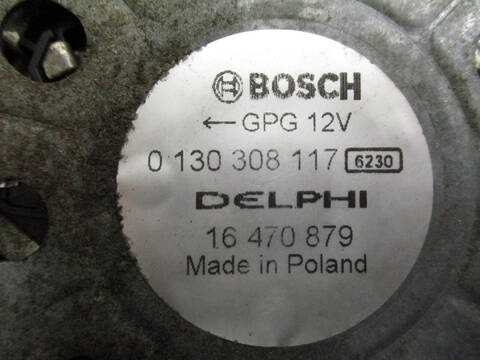 BOSCH
← GPG 12V
0 130 308 117 6230
DELPHI
16 470 879
Made in Poland